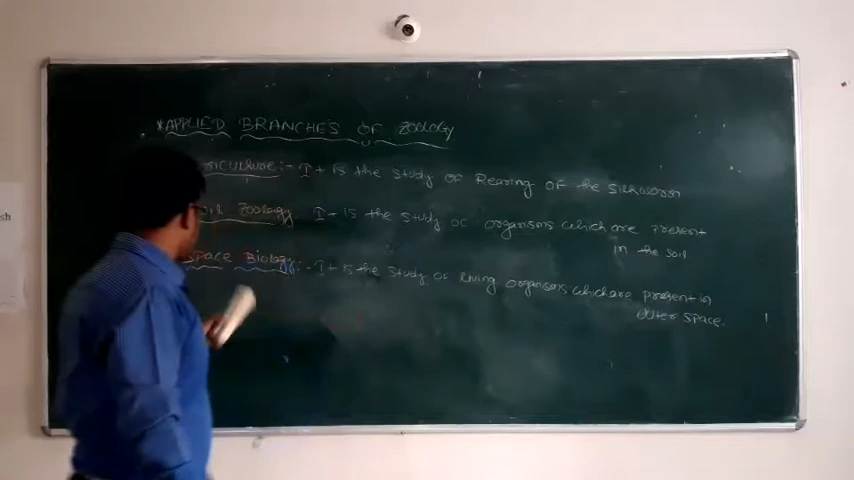 *APPLIED BRANCHES OF ZOOLOGY
riculture:- It is the study of Rearing of the silkworm
Zoology It is the study of organisms which are present
in the soil
space Biology:- It is the study of living organisms which are present in
outer space.
sh